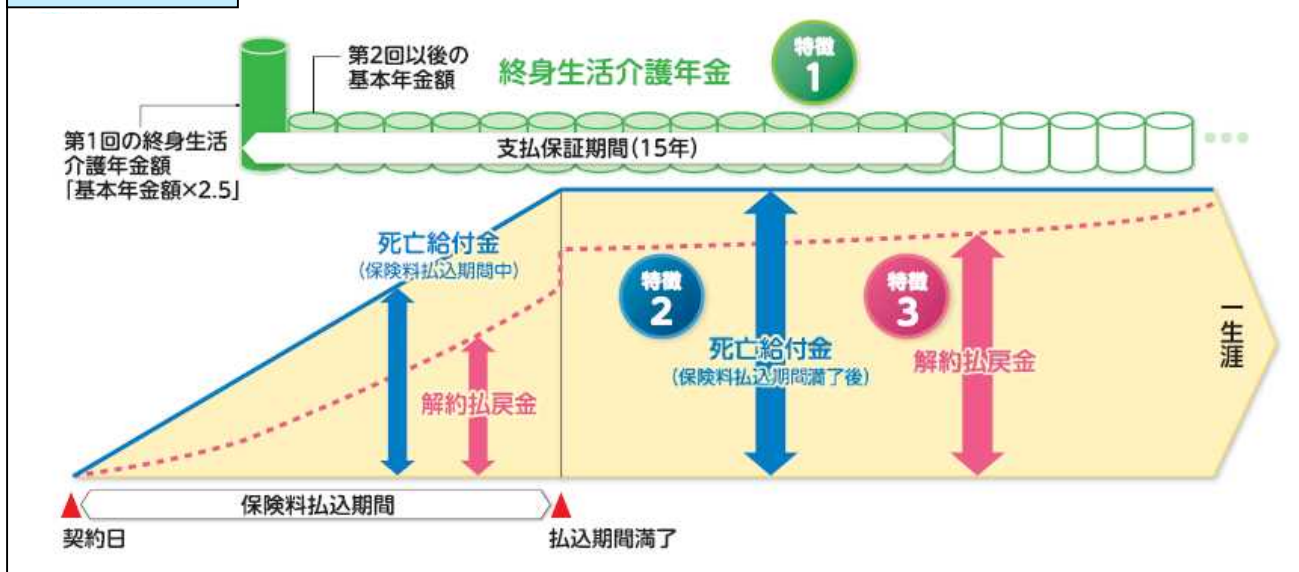 第2回以後の
基本年金額
終身生活介護年金
特徴
1
第1回の終身生活
介護年金額
「基本年金額×2.5」
支払保証期間(15年)
死亡給付金
(保険料払込期間中)
解約払戻金
特徴
2
死亡給付金
(保険料払込期間満了後)
特徴
3
解約払戻金
一生涯
保険料払込期間
契約日
払込期間満了